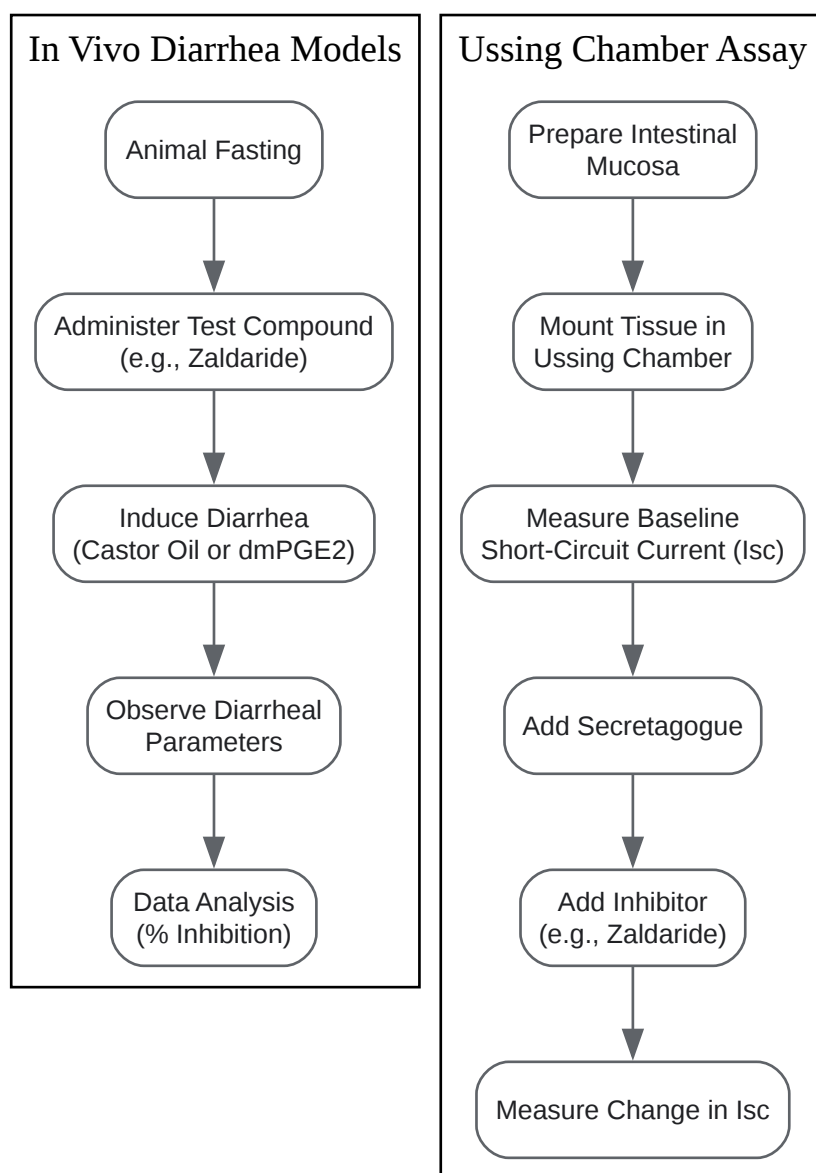 In Vivo Diarrhea Models
Animal Fasting
Administer Test Compound
(e.g., Zaldaride)
Induce Diarrhea
(Castor Oil or dmPGE2)
Observe Diarrheal
Parameters
Data Analysis
(% Inhibition)
Ussing Chamber Assay
Prepare Intestinal
Mucosa
Mount Tissue in
Ussing Chamber
Measure Baseline
Short-Circuit Current (Isc)
Add Secretagogue
Add Inhibitor
(e.g., Zaldaride)
Measure Change in Isc